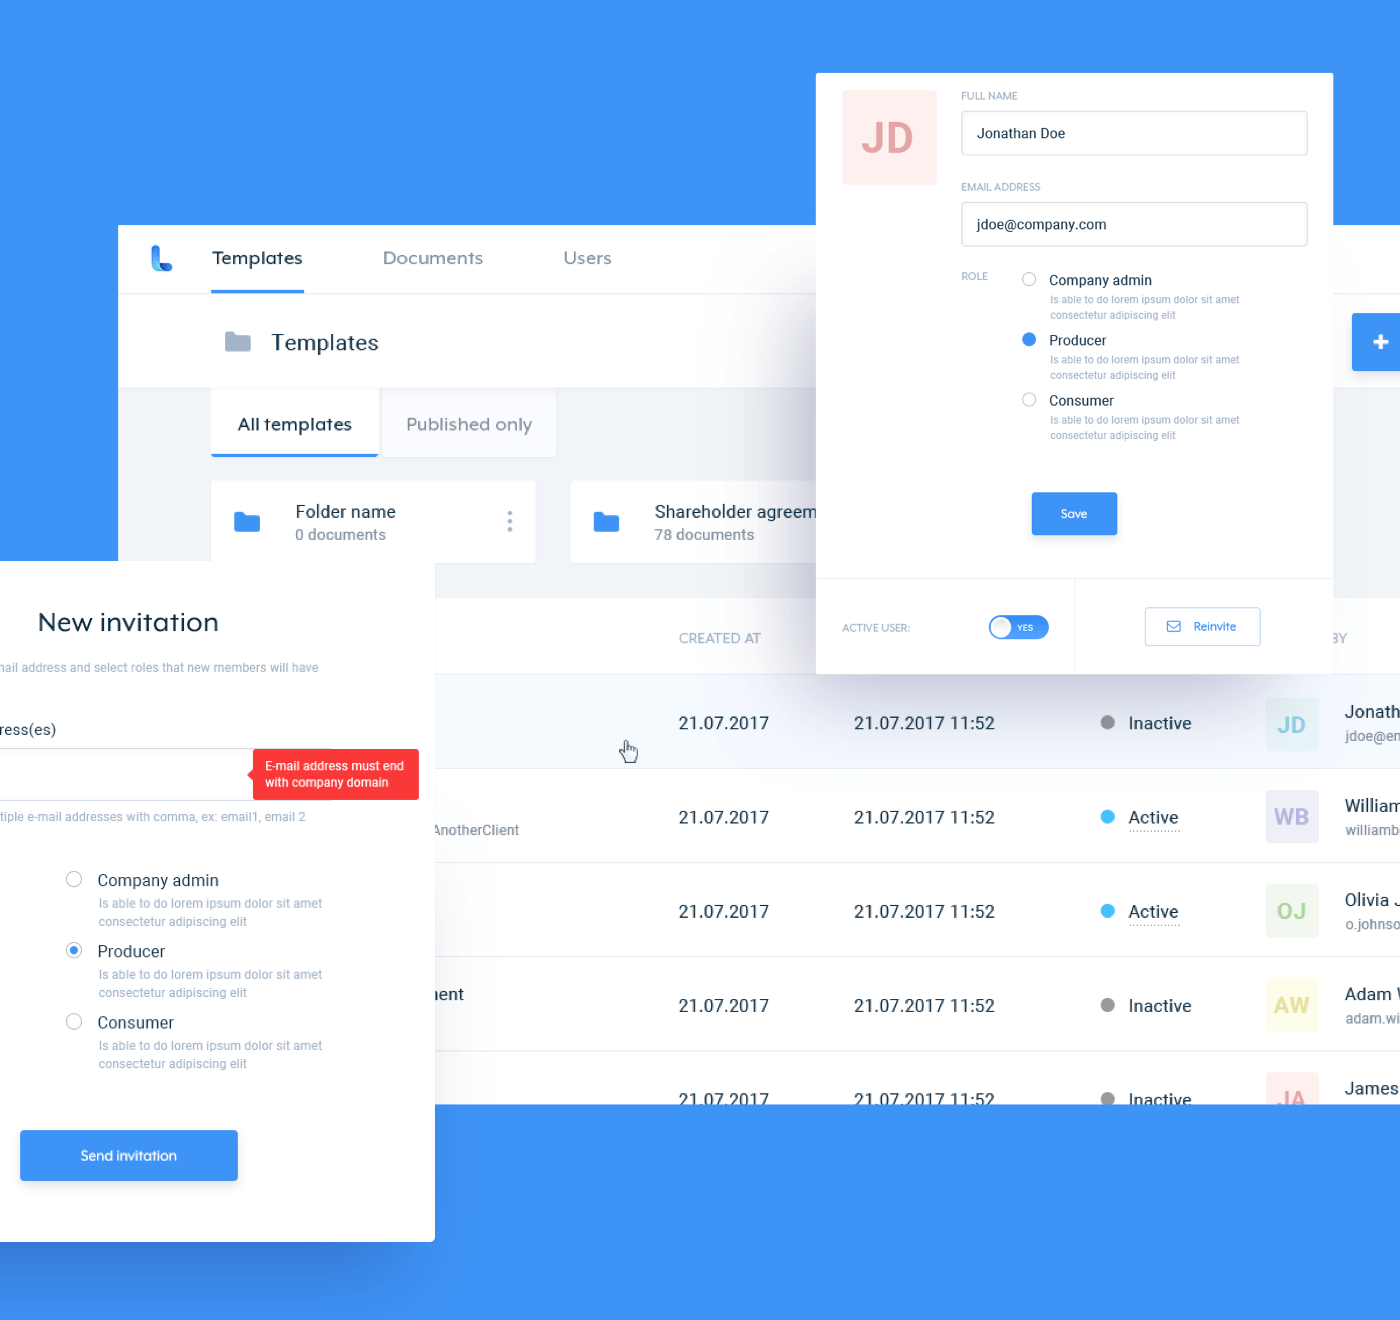 JD
FULL NAME
Jonathan Doe
EMAIL ADDRESS
jdoe@company.com
ROLE
Company admin
Is able to do lorem ipsum dolor sit amet
consectetur adipiscing elit
Producer
Is able to do lorem ipsum dolor sit amet
consectetur adipiscing elit
Consumer
Is able to do lorem ipsum dolor sit amet
consectetur adipiscing elit
Save
ACTIVE USER:
YES
Reinvite
Templates Documents Users
Templates
All templates Published only
Folder name
0 documents
Shareholder agreem
78 documents
CREATED AT BY
21.07.2017 21.07.2017 11:52 Inactive JD Jonath
jdoe@en
21.07.2017 21.07.2017 11:52 Active WB William
AnotherClient williamb
21.07.2017 21.07.2017 11:52 Active OJ Olivia J
o.johnso
nent 21.07.2017 21.07.2017 11:52 Inactive AW Adam W
adam.wi
21.07.2017 21.07.2017 11:52 Inactive JA James
New invitation
mail address and select roles that new members will have
ress(es)
E-mail address must end
with company domain
tiple e-mail addresses with comma, ex: email1, email 2
Company admin
Is able to do lorem ipsum dolor sit amet
consectetur adipiscing elit
Producer
Is able to do lorem ipsum dolor sit amet
consectetur adipiscing elit
Consumer
Is able to do lorem ipsum dolor sit amet
consectetur adipiscing elit
Send invitation